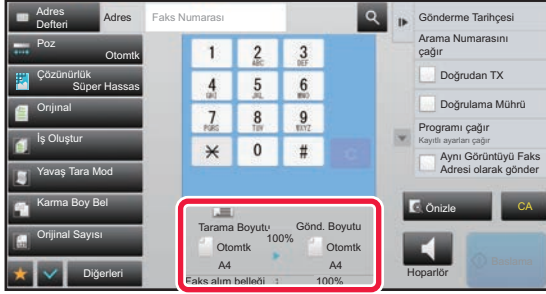 Adres
Defteri
Adres
Faks Numarası
Poz
Otomtk
Çözünürlük
Süper Hassas
Orijinal
İş Oluştur
Yavaş Tara Mod
Karma Boy Bel
Orijinal Sayısı
Diğerleri
1
2
ABC
3
DEF
4
GHI
5
JKL
6
MNO
7
PQRS
8
TUV
9
WXYZ
0
#
C
Tarama Boyutu
100%
Gönd. Boyutu
Otomtk
Otomtk
A4
A4
Faks alım belleği : 100%
Gönderme Tarihçesi
Arama Numarasını
çağır
Doğrudan TX
Doğrulama Mührü
Programı çağır
Kayıtlı ayarları çağır
Aynı Görüntüyü Faks
Adresi olarak gönder
Önizle
CA
Hoparlör
Başlama